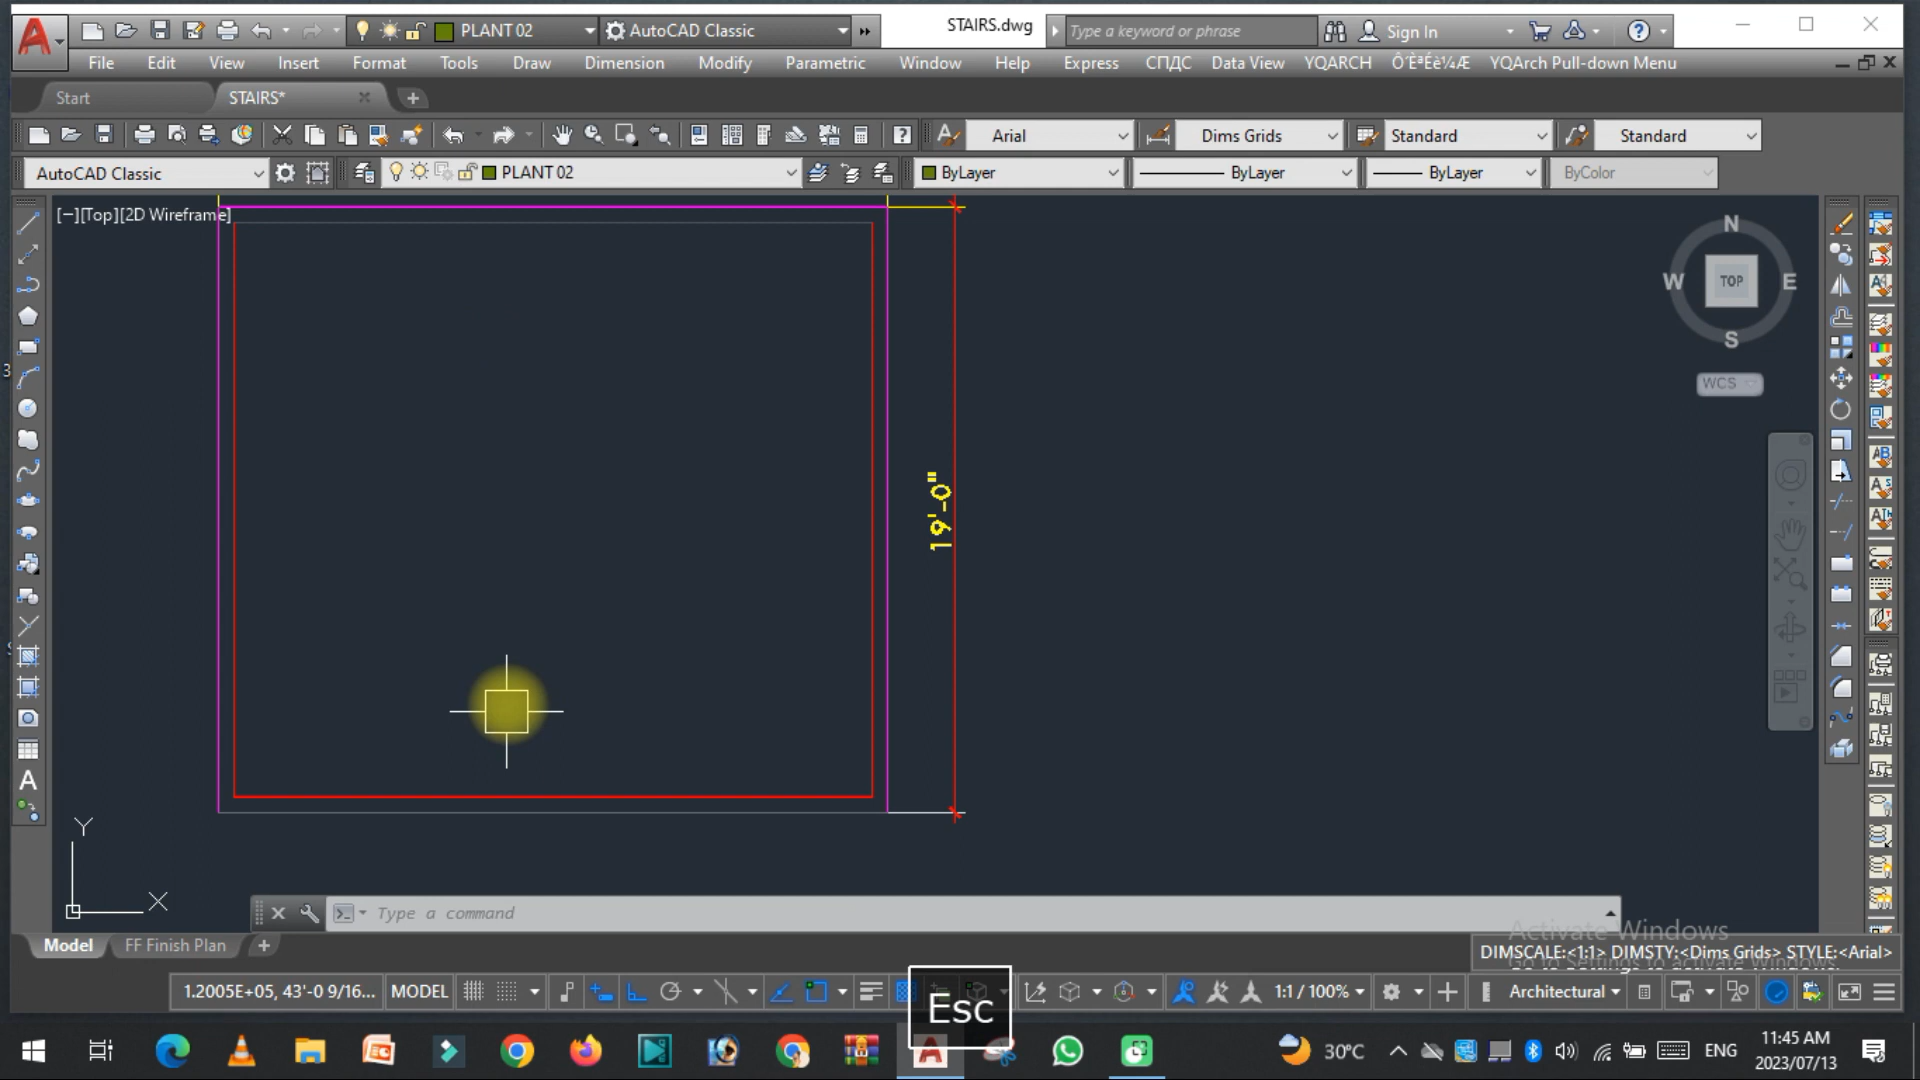 PLANT 02
AutoCAD Classic
STAIRS.dwg
Type a keyword or phrase
Sign In
File Edit View Insert Format Tools Draw Dimension Modify Parametric Window Help Express СПДС Data View YQARCH Ô´ÈªÉè¼Æ YQArch Pull-down Menu
Start
STAIRS*
Arial
Dims Grids
Standard
Standard
AutoCAD Classic
PLANT 02
ByLayer
ByLayer
ByLayer
ByColor
[−][Top][2D Wireframe]
N
W TOP E
S
WCS
19'-0"
Y
X
Type a command
Activate Windows
Model
FF Finish Plan
DIMSCALE:<1:1> DIMSTY:<Dims Grids> STYLE:<Arial>
1.2005E+05, 43'-0 9/16...
MODEL
Esc
1:1 / 100%
Architectural
30°C
ENG
11:45 AM
2023/07/13